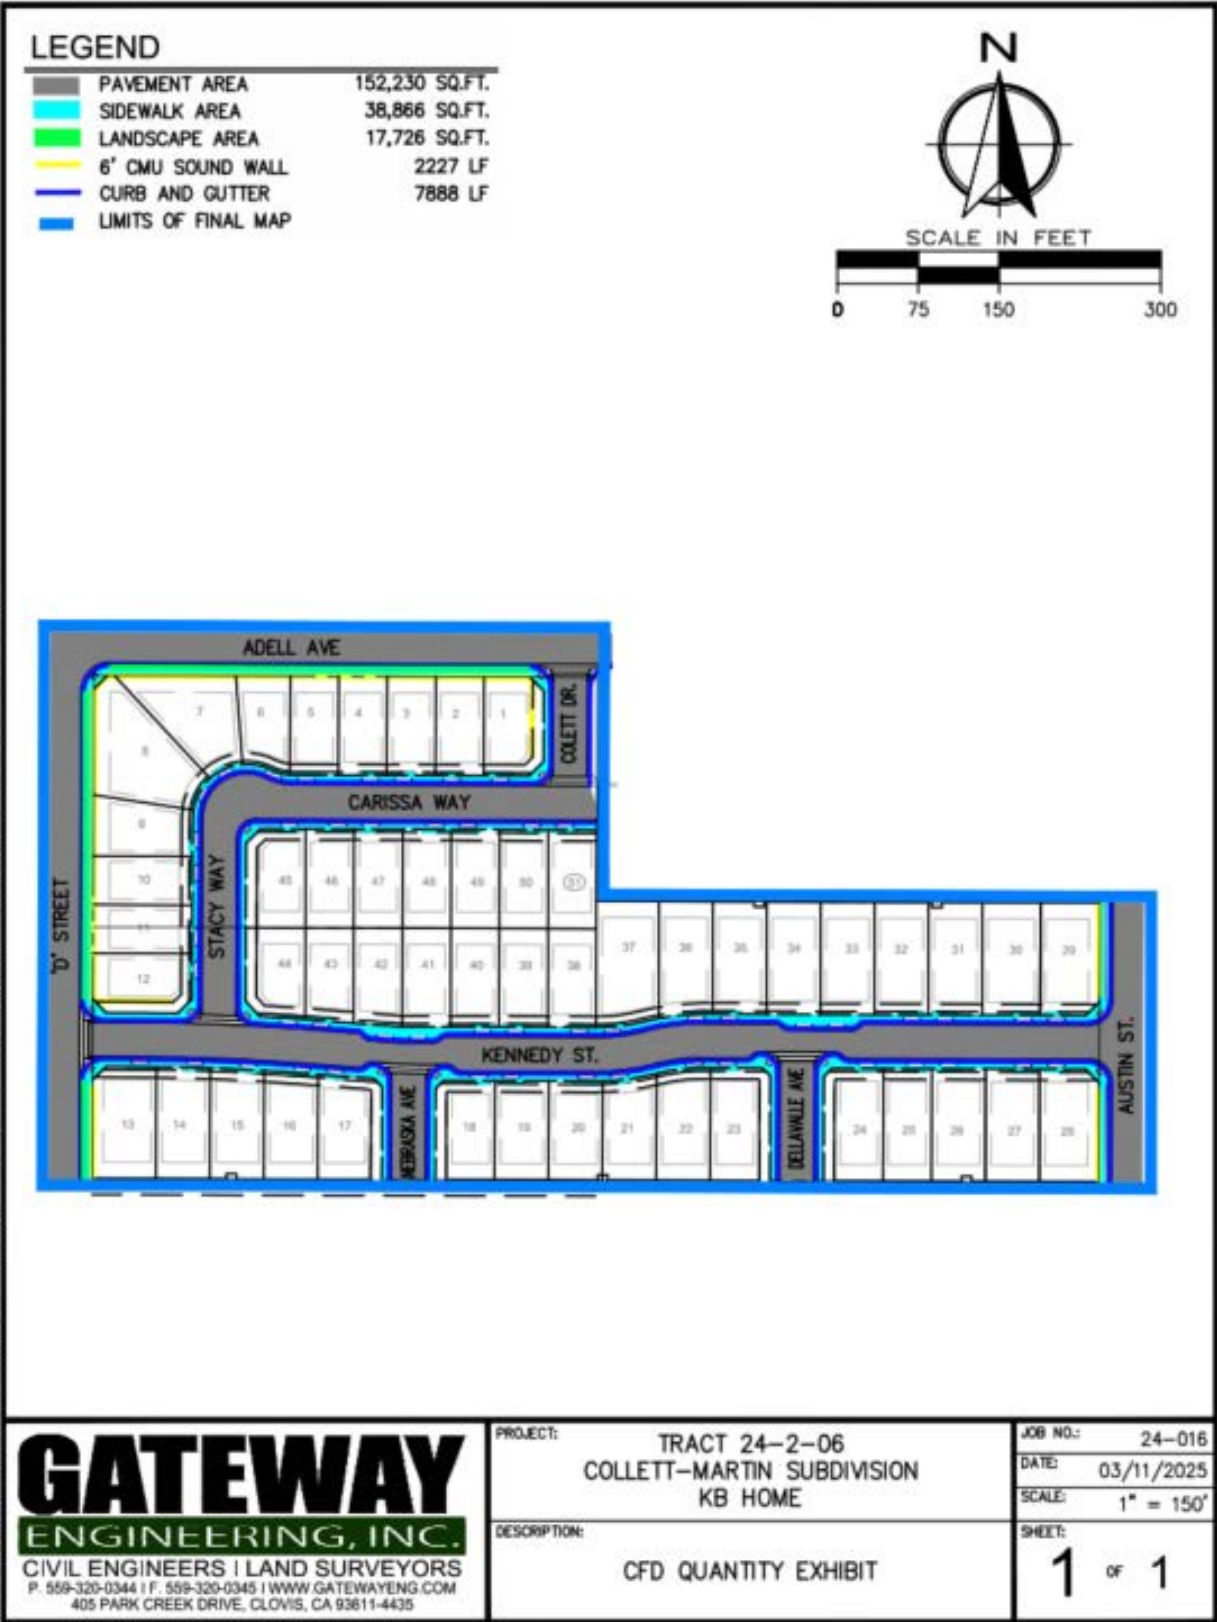 LEGEND
PAVEMENT AREA 152,230 SQ.FT.
SIDEWALK AREA 38,866 SQ.FT.
LANDSCAPE AREA 17,726 SQ.FT.
6' CMU SOUND WALL 2227 LF
CURB AND GUTTER 7888 LF
LIMITS OF FINAL MAP
N
SCALE IN FEET
0 75 150 300
ADELL AVE
COLETT DR.
7 6 5 4 3 2 1
8
CARISSA WAY
9
STACY WAY
10
11
12
'D' STREET
45 46 47 48 49 50 51
44 43 42 41 40 39 38
37 36 35 34 33 32 31 30 29
KENNEDY ST.
AUSTIN ST.
13 14 15 16 17
NEBRASKA AVE
18 19 20 21 22 23
DELLAVALLE AVE
24 25 26 27 28
GATEWAY
ENGINEERING, INC.
CIVIL ENGINEERS | LAND SURVEYORS
P. 559-320-0344 | F. 559-320-0345 | WWW.GATEWAYENG.COM
405 PARK CREEK DRIVE, CLOVIS, CA 93611-4435
PROJECT:
TRACT 24-2-06
COLLETT-MARTIN SUBDIVISION
KB HOME
DESCRIPTION:
CFD QUANTITY EXHIBIT
JOB NO.: 24-016
DATE: 03/11/2025
SCALE: 1" = 150'
SHEET:
1 OF 1